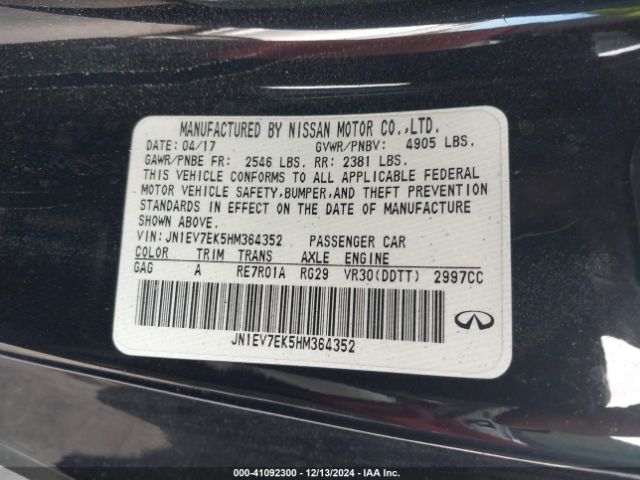 MANUFACTURED BY NISSAN MOTOR CO.,LTD.
DATE: 04/17 GVWR/PNBV: 4905 LBS.
GAWR/PNBE FR: 2546 LBS. RR: 2381 LBS.
THIS VEHICLE CONFORMS TO ALL APPLICABLE FEDERAL
MOTOR VEHICLE SAFETY,BUMPER,AND THEFT PREVENTION
STANDARDS IN EFFECT ON THE DATE OF MANUFACTURE
SHOWN ABOVE.
VIN: JN1EV7EK5HM364352 PASSENGER CAR
COLOR TRIM TRANS AXLE ENGINE
GAG A RE7R01A RG29 VR30(DDTT) 2997CC
JN1EV7EK5HM364352
000-41092300 - 12/13/2024 - IAA Inc.